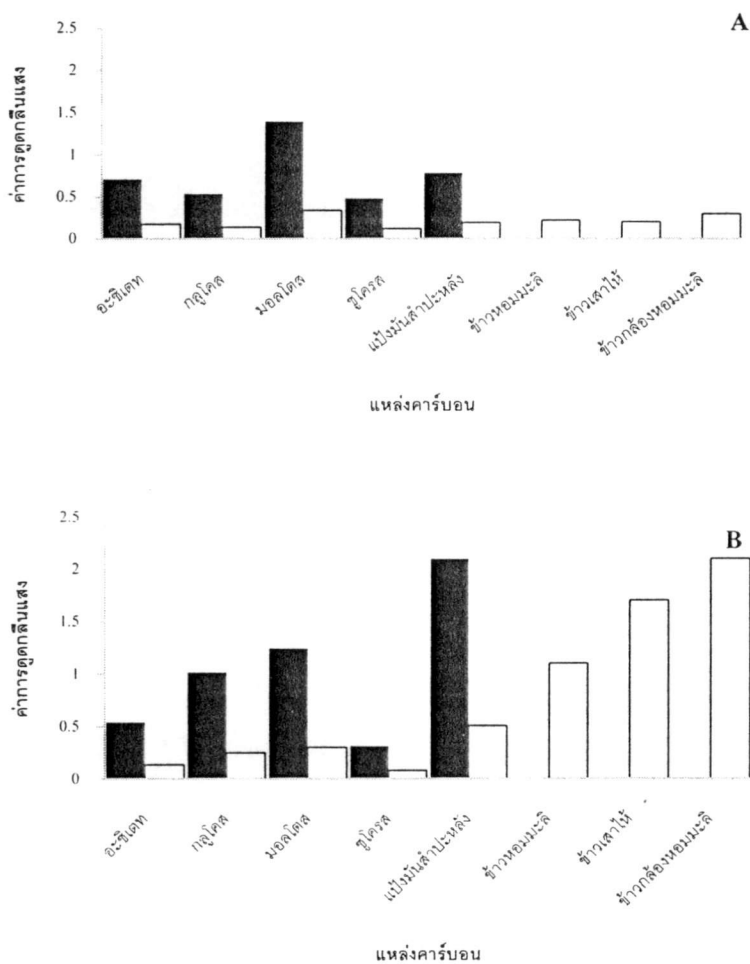 A
2.5
2
1.5
1
0.5
0
ค่าการดูดกลืนแสง
อะซิเตท
กลูโคส
มอลโตส
ซูโครส
แป้งมันสำปะหลัง
ข้าวหอมมะลิ
ข้าวเสาไห้
ข้าวกล้องหอมมะลิ
แหล่งคาร์บอน
B
2.5
2
1.5
1
0.5
0
ค่าการดูดกลืนแสง
อะซิเตท
กลูโคส
มอลโตส
ซูโครส
แป้งมันสำปะหลัง
ข้าวหอมมะลิ
ข้าวเสาไห้
ข้าวกล้องหอมมะลิ
แหล่งคาร์บอน